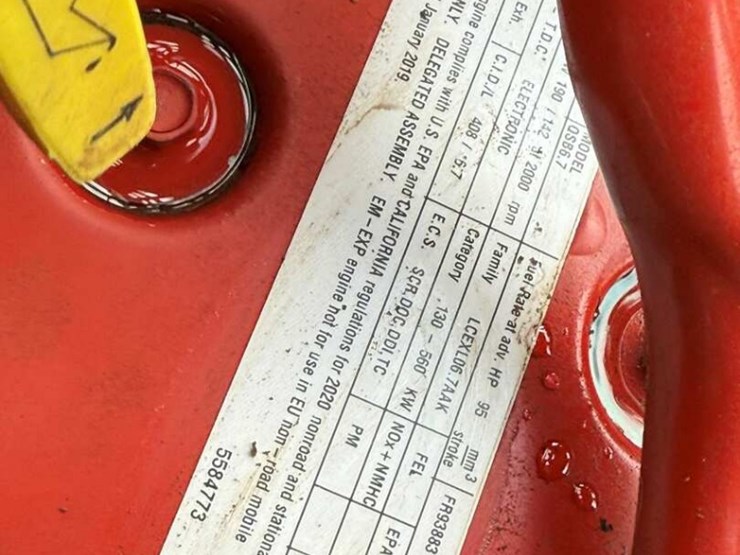 MODEL
QSB6.7
190 / 142 at 2000 rpm Fuel Rate at adv. HP 95 mm3 stroke FR93883
T.D.C. ELECTRONIC Family LCEXL06.7AAK FEL
Exh. C.I.D./L 408 / 6.7 Category 130 - 560 kW NOX + NMHC EPA
E.C.S. SCR,DOC,DDI,TC PM
complies with U.S. EPA and CALIFORNIA regulations for 2020 nonroad and stationa
NLY. DELEGATED ASSEMBLY. EM-EXP engine not for use in EU non-road mobile
January 2019. 5584773